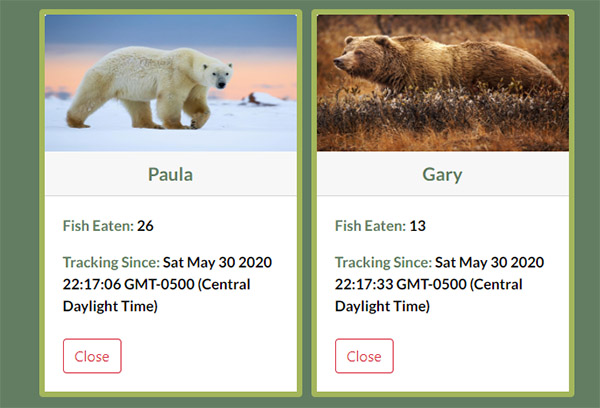 Paula
Fish Eaten: 26
Tracking Since: Sat May 30 2020
22:17:06 GMT-0500 (Central
Daylight Time)
Close
Gary
Fish Eaten: 13
Tracking Since: Sat May 30 2020
22:17:33 GMT-0500 (Central
Daylight Time)
Close